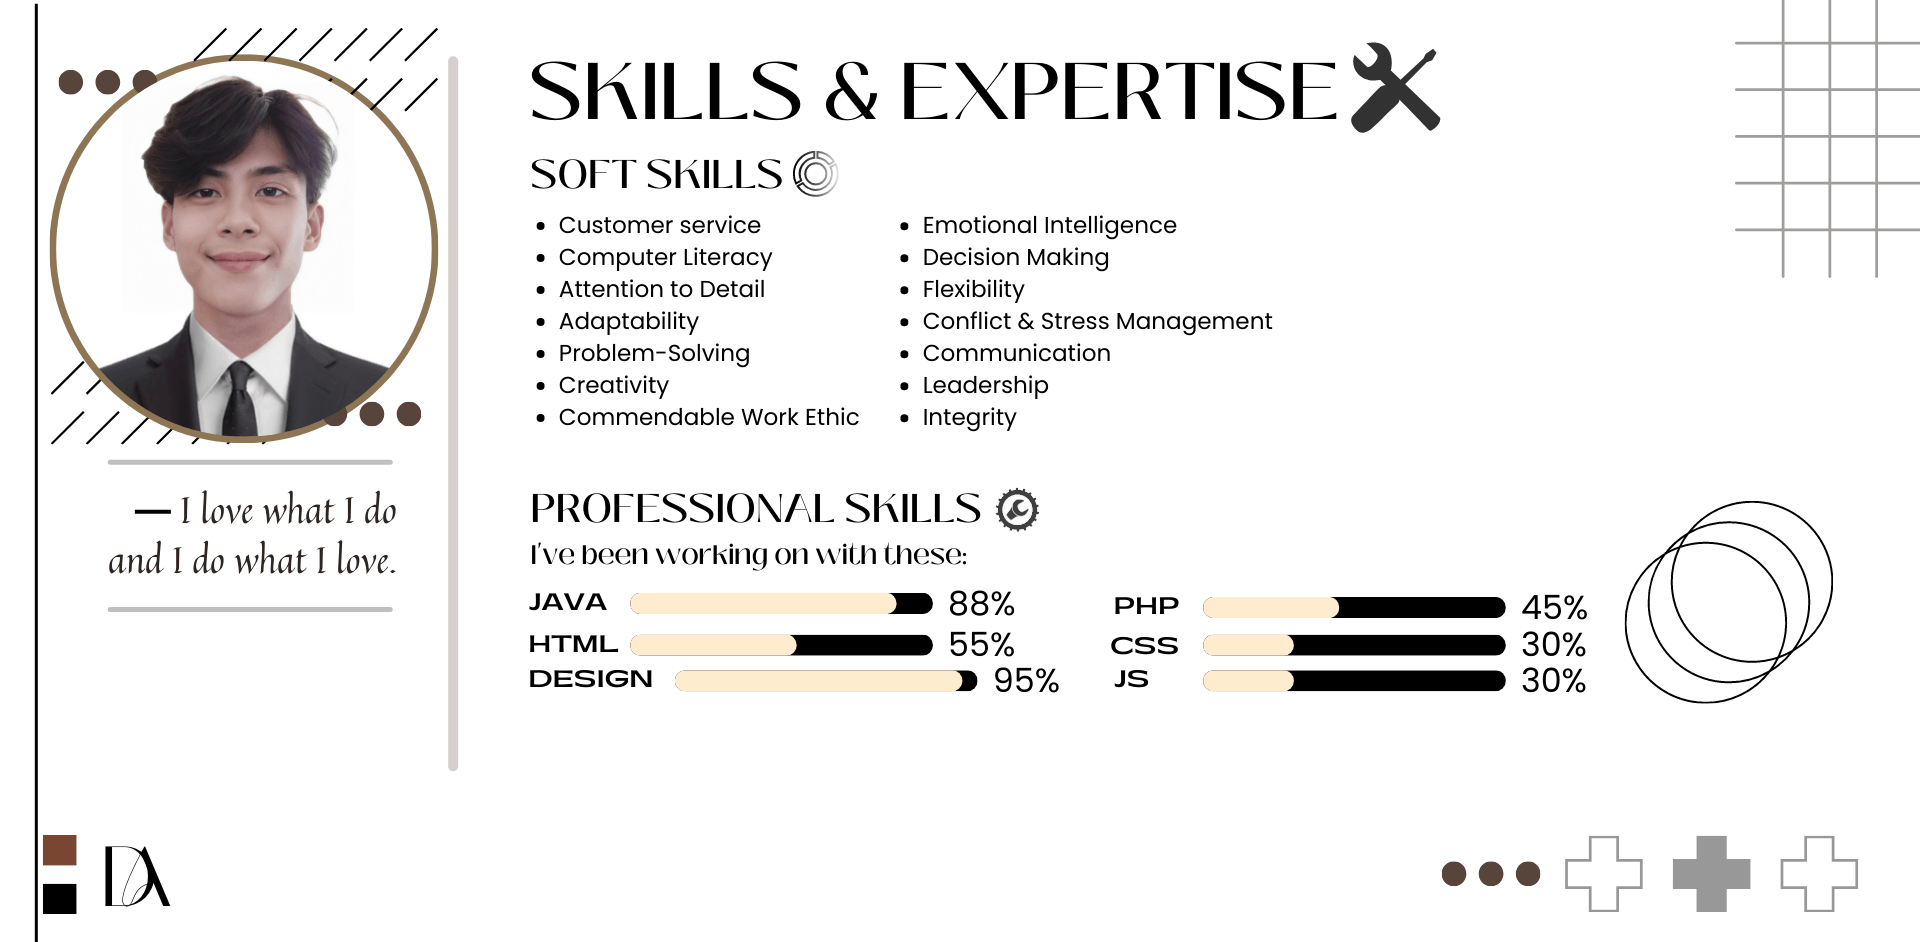 SKILLS & EXPERTISE
SOFT SKILLS
• Customer service
• Computer Literacy
• Attention to Detail
• Adaptability
• Problem-Solving
• Creativity
• Commendable Work Ethic
• Emotional Intelligence
• Decision Making
• Flexibility
• Conflict & Stress Management
• Communication
• Leadership
• Integrity
— I love what I do
and I do what I love.
PROFESSIONAL SKILLS
I've been working on with these:
JAVA 88%
HTML 55%
DESIGN 95%
PHP 45%
CSS 30%
JS 30%
DA